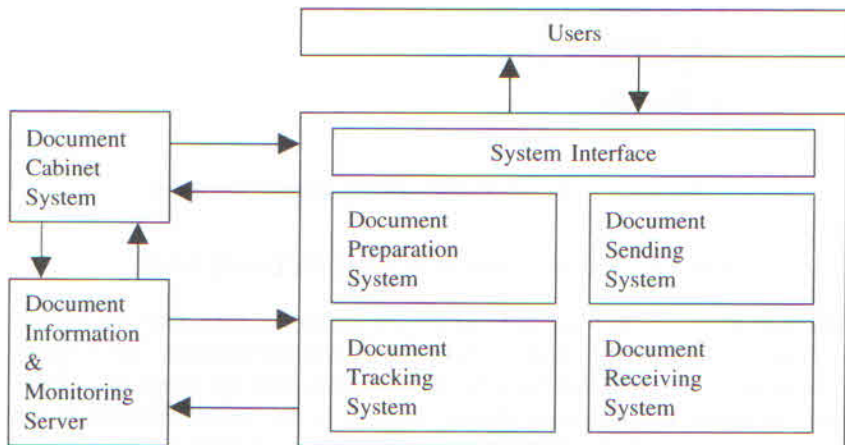 Users
Document
Cabinet
System
System Interface
Document
Preparation
System
Document
Sending
System
Document
Information
&
Monitoring
Server
Document
Tracking
System
Document
Receiving
System